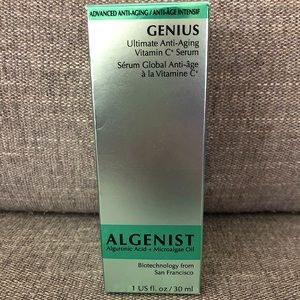 ADVANCED ANTI-AGING / ANTI-ÂGE INTENSIF
GENIUS
Ultimate Anti-Aging
Vitamin C+ Serum
Sérum Global Anti-âge
à la Vitamine C+
ALGENIST
Alguronic Acid + Microalgae Oil
Biotechnology from
San Francisco
1 US fl. oz/30 ml